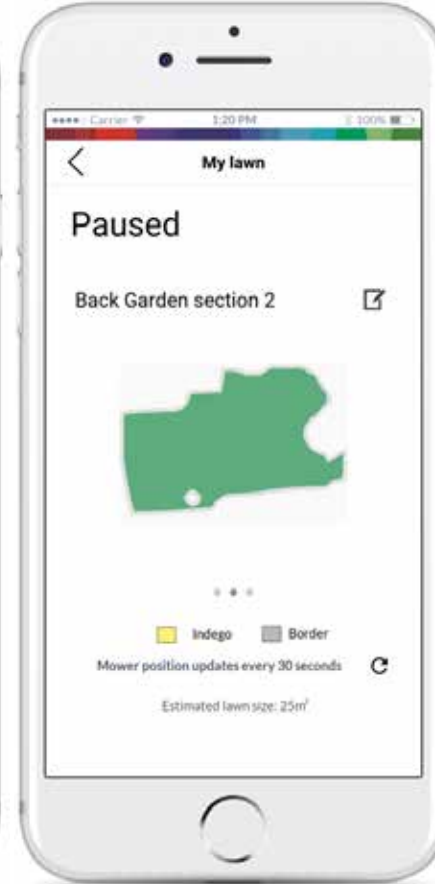 Carrier 1:20 PM 100%
My lawn
Paused
Back Garden section 2
Indego Border
Mower position updates every 30 seconds
Estimated lawn size: 25m²